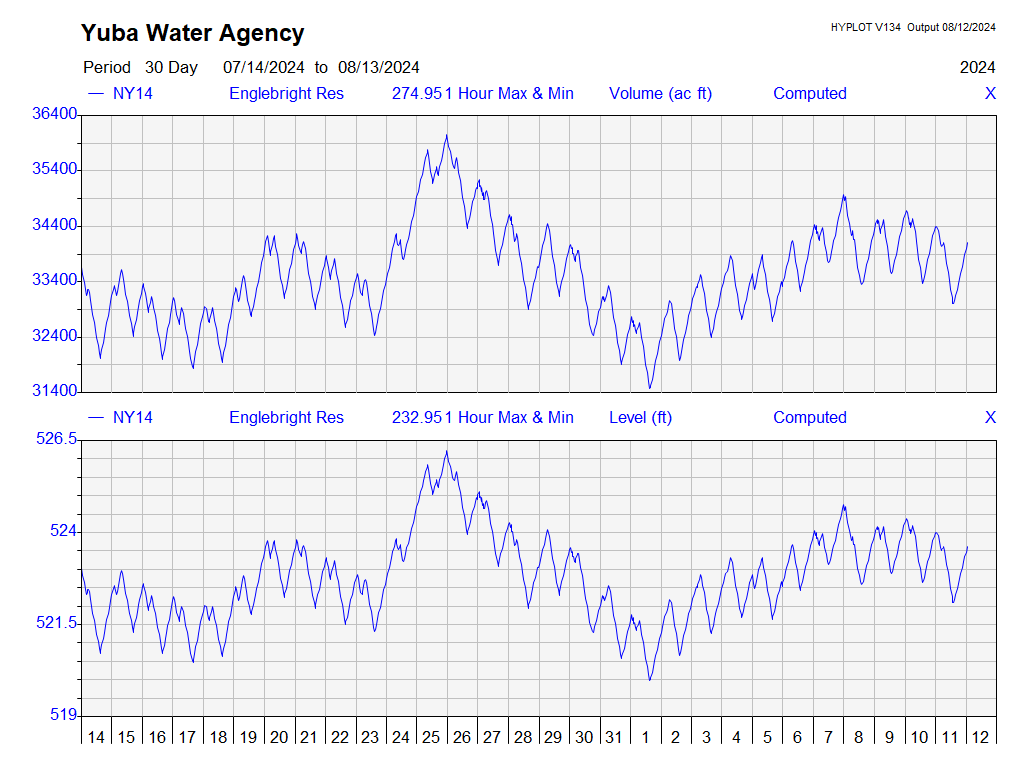 Yuba Water Agency
HYPLOT V134 Output 08/12/2024
Period 30 Day 07/14/2024 to 08/13/2024 2024
NY14 Englebright Res 274.951 Hour Max & Min Volume (ac ft) Computed X
36400
35400
34400
33400
32400
31400
NY14 Englebright Res 232.951 Hour Max & Min Level (ft) Computed X
526.5
524
521.5
519
14 15 16 17 18 19 20 21 22 23 24 25 26 27 28 29 30 31 1 2 3 4 5 6 7 8 9 10 11 12